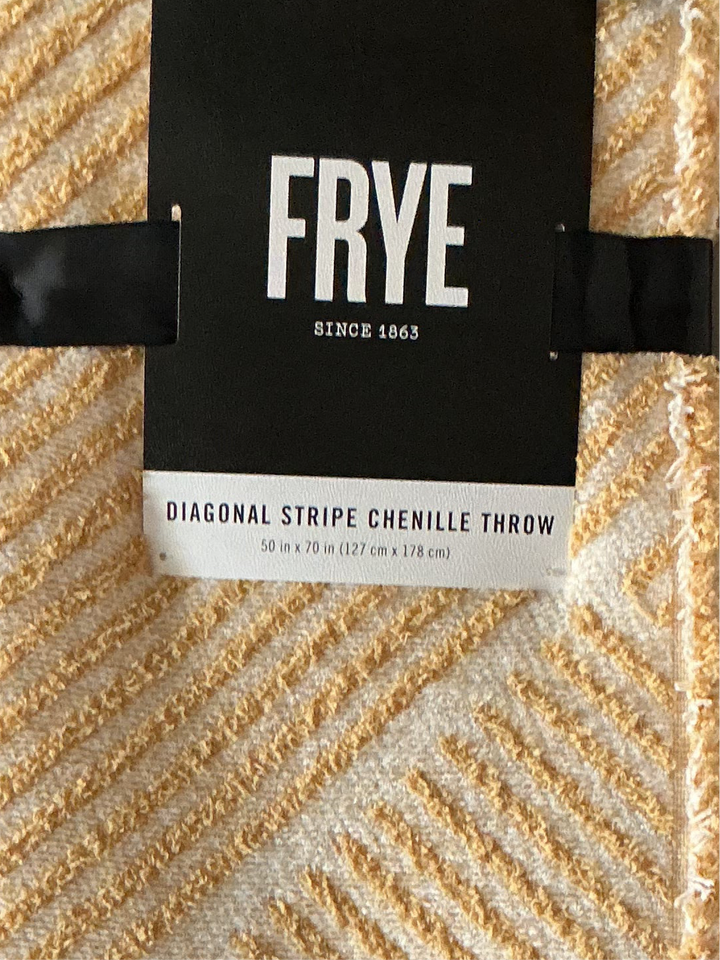 FRYE
SINCE 1863
DIAGONAL STRIPE CHENILLE THROW
50 in x 70 in (127 cm x 178 cm)